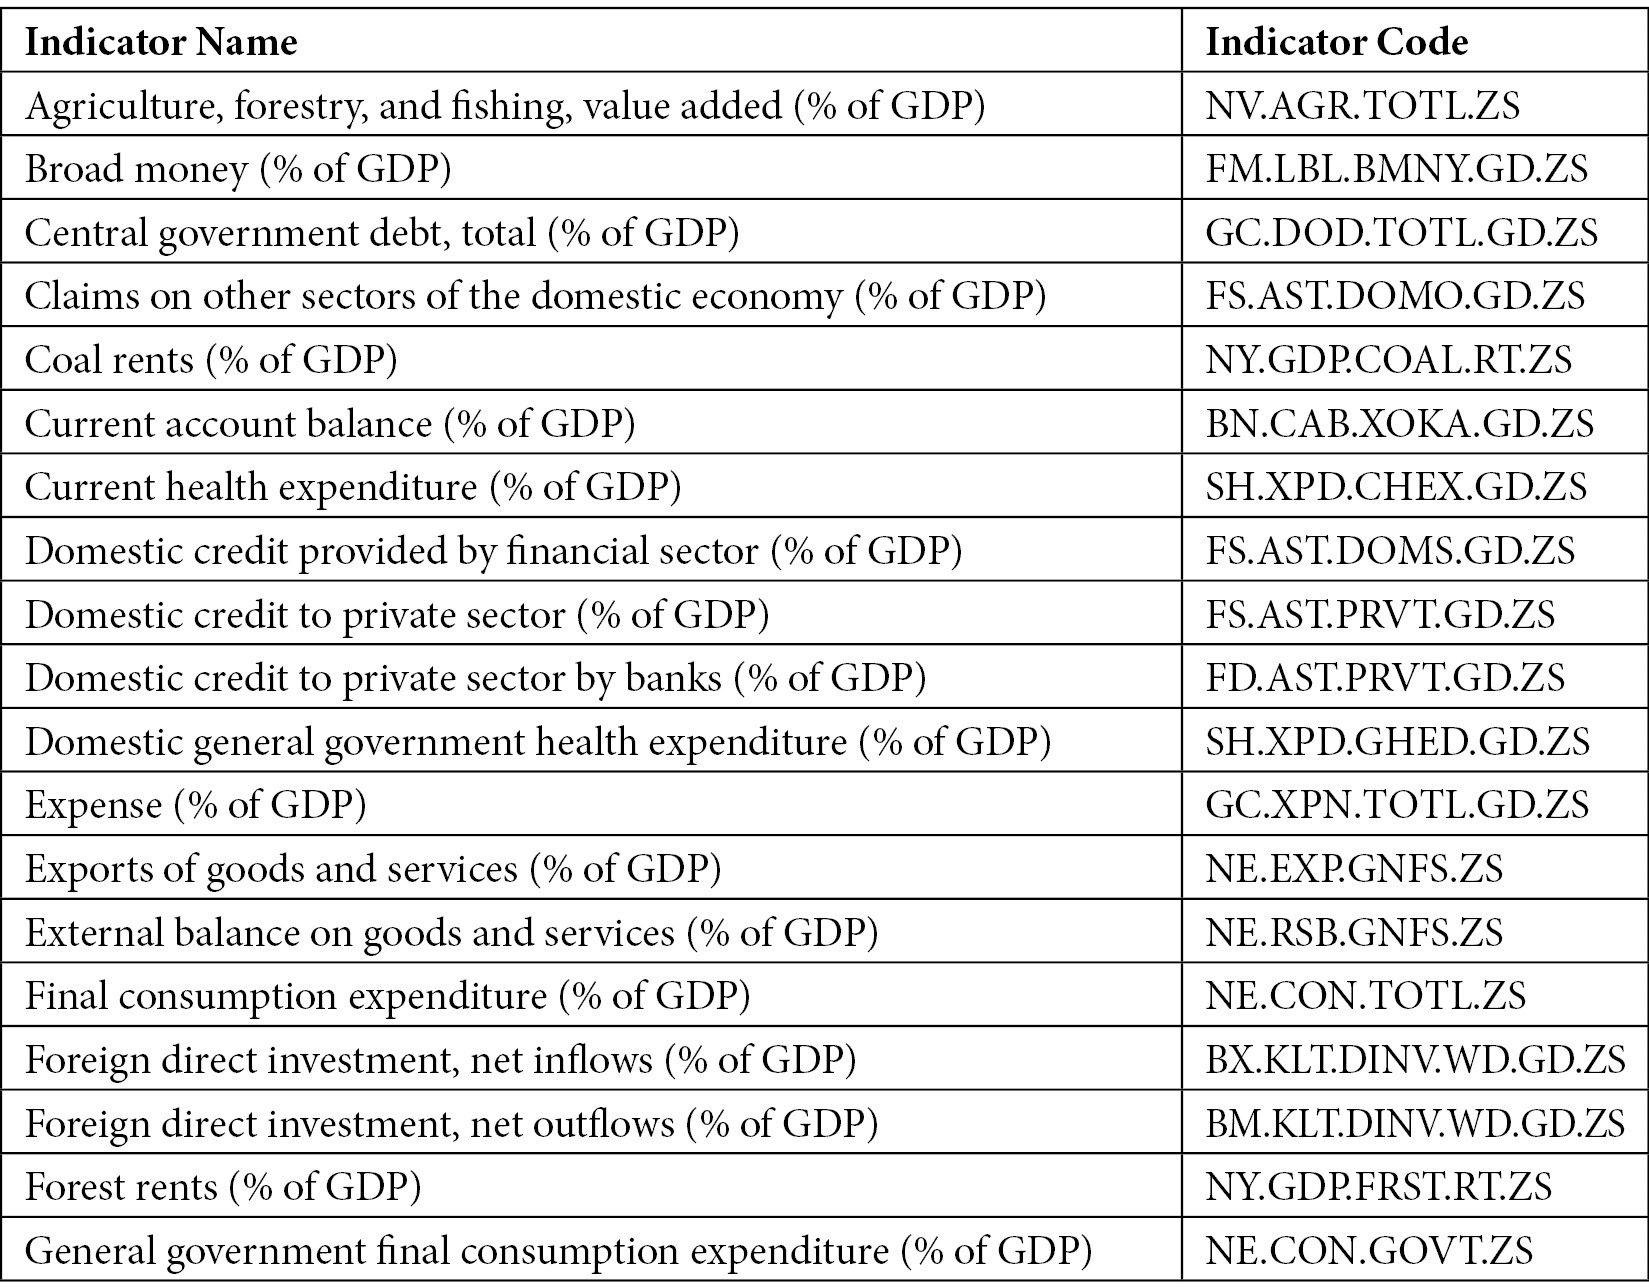 Indicator Name Indicator Code
Agriculture, forestry, and fishing, value added (% of GDP) NV.AGR.TOTL.ZS
Broad money (% of GDP) FM.LBL.BMNY.GD.ZS
Central government debt, total (% of GDP) GC.DOD.TOTL.GD.ZS
Claims on other sectors of the domestic economy (% of GDP) FS.AST.DOMO.GD.ZS
Coal rents (% of GDP) NY.GDP.COAL.RT.ZS
Current account balance (% of GDP) BN.CAB.XOKA.GD.ZS
Current health expenditure (% of GDP) SH.XPD.CHEX.GD.ZS
Domestic credit provided by financial sector (% of GDP) FS.AST.DOMS.GD.ZS
Domestic credit to private sector (% of GDP) FS.AST.PRVT.GD.ZS
Domestic credit to private sector by banks (% of GDP) FD.AST.PRVT.GD.ZS
Domestic general government health expenditure (% of GDP) SH.XPD.GHED.GD.ZS
Expense (% of GDP) GC.XPN.TOTL.GD.ZS
Exports of goods and services (% of GDP) NE.EXP.GNFS.ZS
External balance on goods and services (% of GDP) NE.RSB.GNFS.ZS
Final consumption expenditure (% of GDP) NE.CON.TOTL.ZS
Foreign direct investment, net inflows (% of GDP) BX.KLT.DINV.WD.GD.ZS
Foreign direct investment, net outflows (% of GDP) BM.KLT.DINV.WD.GD.ZS
Forest rents (% of GDP) NY.GDP.FRST.RT.ZS
General government final consumption expenditure (% of GDP) NE.CON.GOVT.ZS